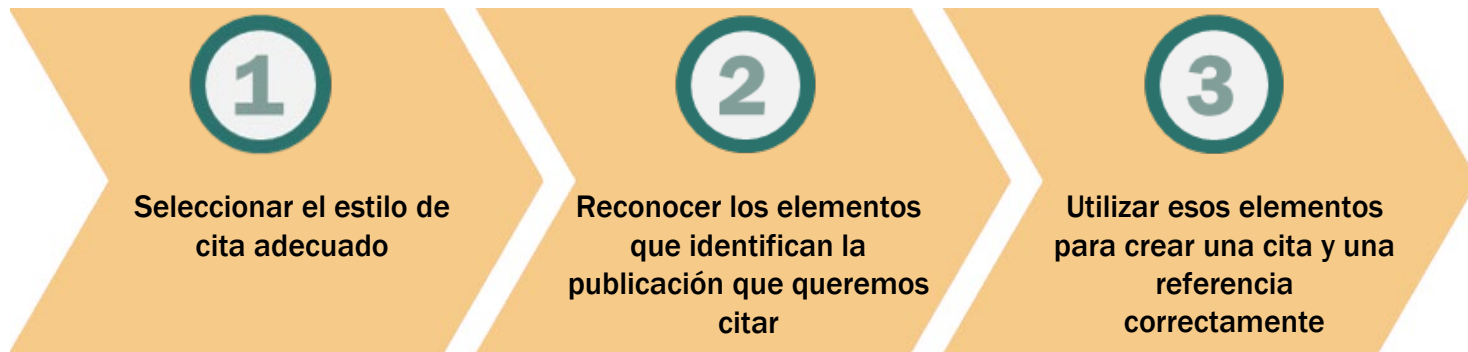 1
Seleccionar el estilo de
cita adecuado
2
Reconocer los elementos
que identifican la
publicación que queremos
citar
3
Utilizar esos elementos
para crear una cita y una
referencia
correctamente